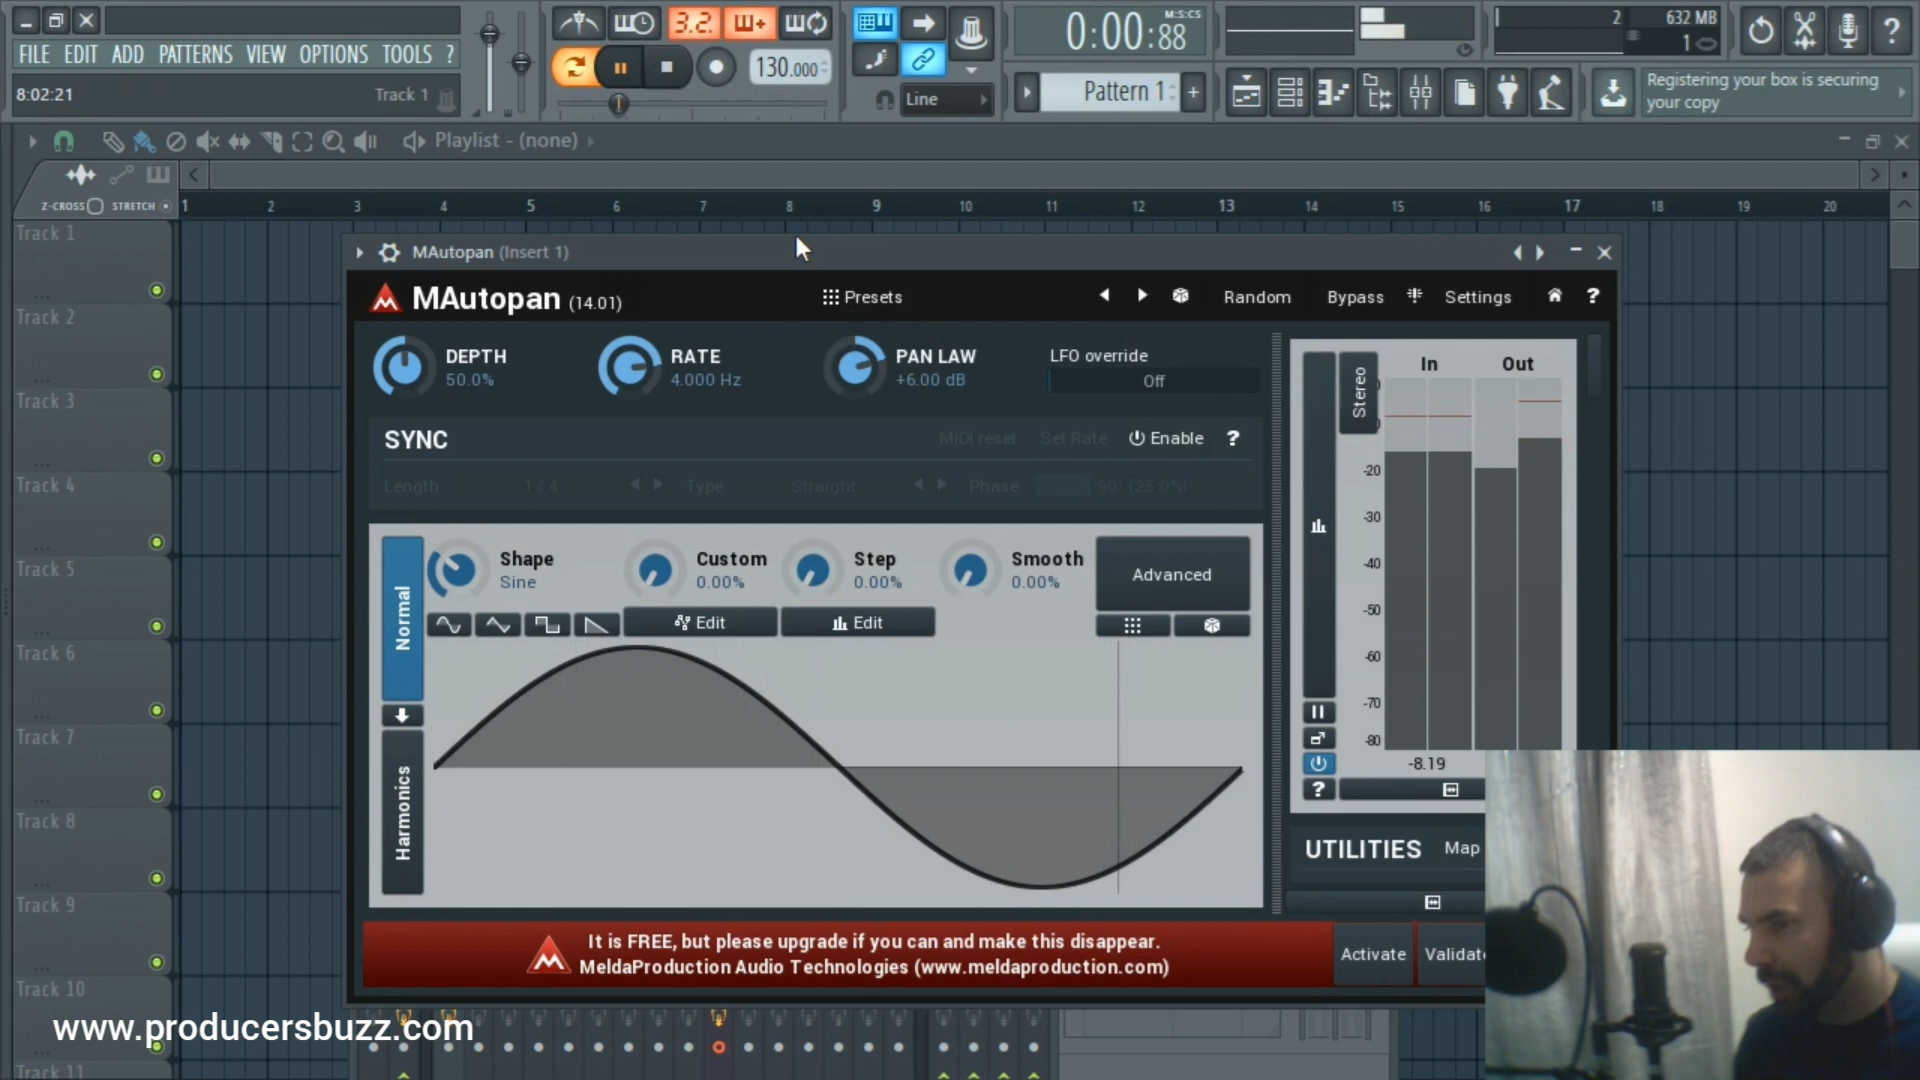 FILE EDIT ADD PATTERNS VIEW OPTIONS TOOLS ?
8:02:21 Track 1
3.2.
130.000
Line
0:00:88 M:S:CS
Pattern 1
2 632 MB
1
Registering your box is securing
your copy
Playlist - (none)
Z-CROSS STRETCH
1 2 3 4 5 6 7 8 9 10 11 12 13 14 15 16 17 18 19 20
Track 1
Track 2
Track 3
Track 4
Track 5
Track 6
Track 7
Track 8
Track 9
Track 10
Track 11
MAutopan (Insert 1)
MAutopan (14.01) Presets Random Bypass Settings ?
DEPTH
50.0%
RATE
4.000 Hz
PAN LAW
+6.00 dB
LFO override
Off
SYNC MIDI reset Set Rate Enable ?
Length 1 / 4 Type Straight Phase 90° (25.0%)
Normal
Harmonics
Shape
Sine
Custom
0.00%
Step
0.00%
Smooth
0.00%
Advanced
Edit Edit
Stereo
In Out
-20
-30
-40
-50
-60
-70
-80
-8.19
?
UTILITIES Map
It is FREE, but please upgrade if you can and make this disappear.
MeldaProduction Audio Technologies (www.meldaproduction.com)
Activate Validate
www.producersbuzz.com